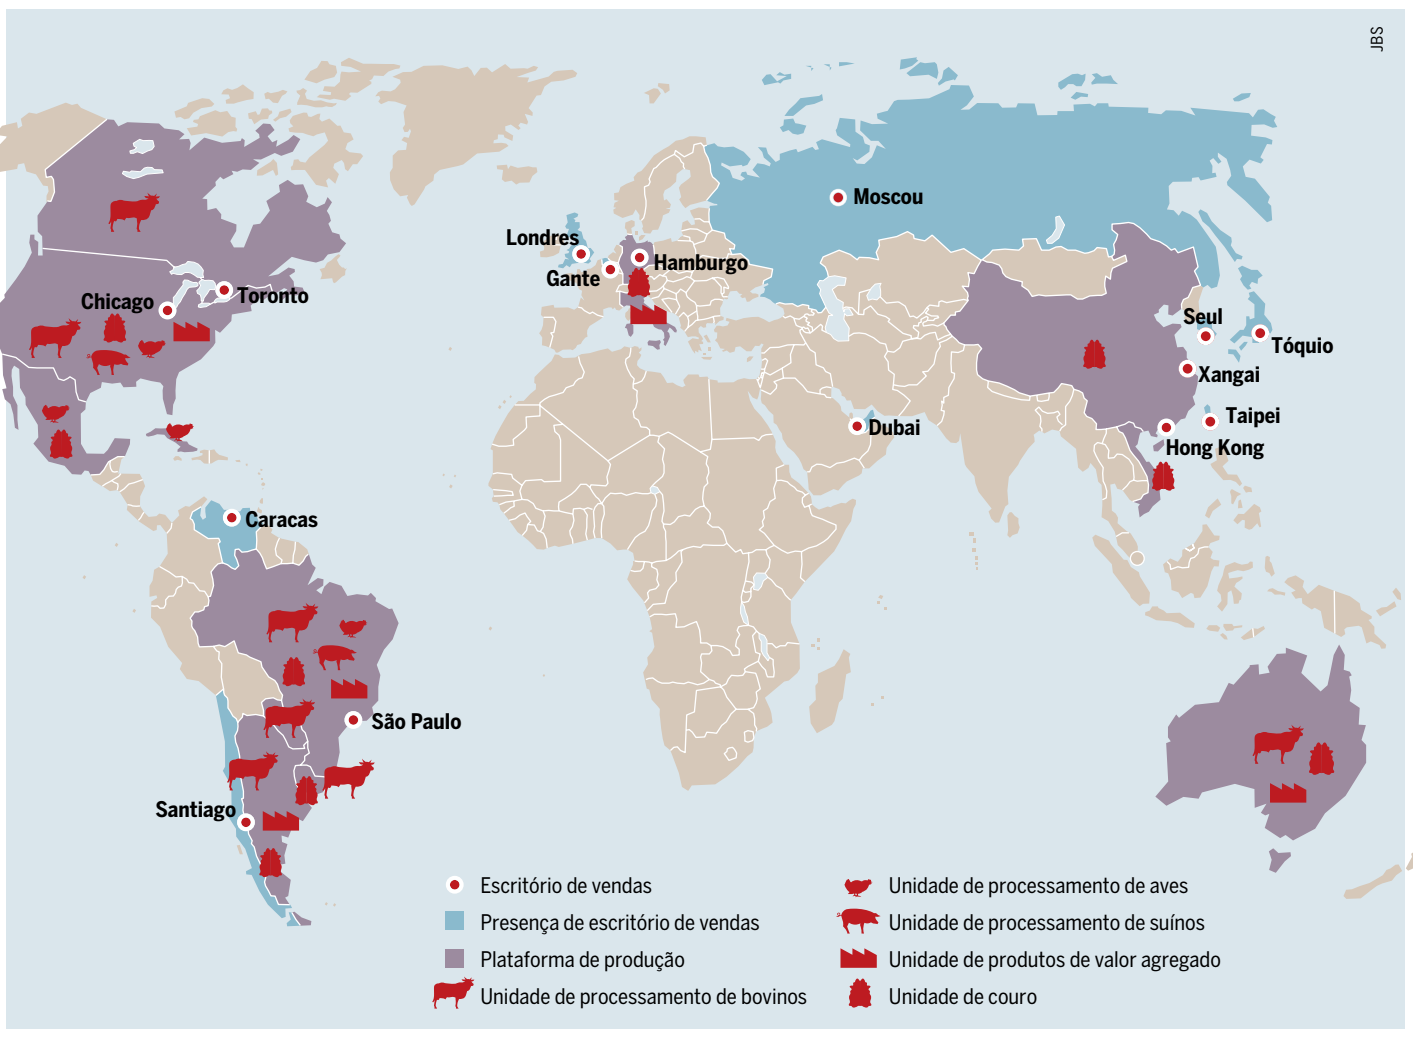 JBS
Moscou
Londres
Hamburgo
Gante
Chicago
Toronto
Seul
Tóquio
Xangai
Taipei
Dubai
Hong Kong
Caracas
São Paulo
Santiago
Escritório de vendas
Presença de escritório de vendas
Plataforma de produção
Unidade de processamento de bovinos
Unidade de processamento de aves
Unidade de processamento de suínos
Unidade de produtos de valor agregado
Unidade de couro